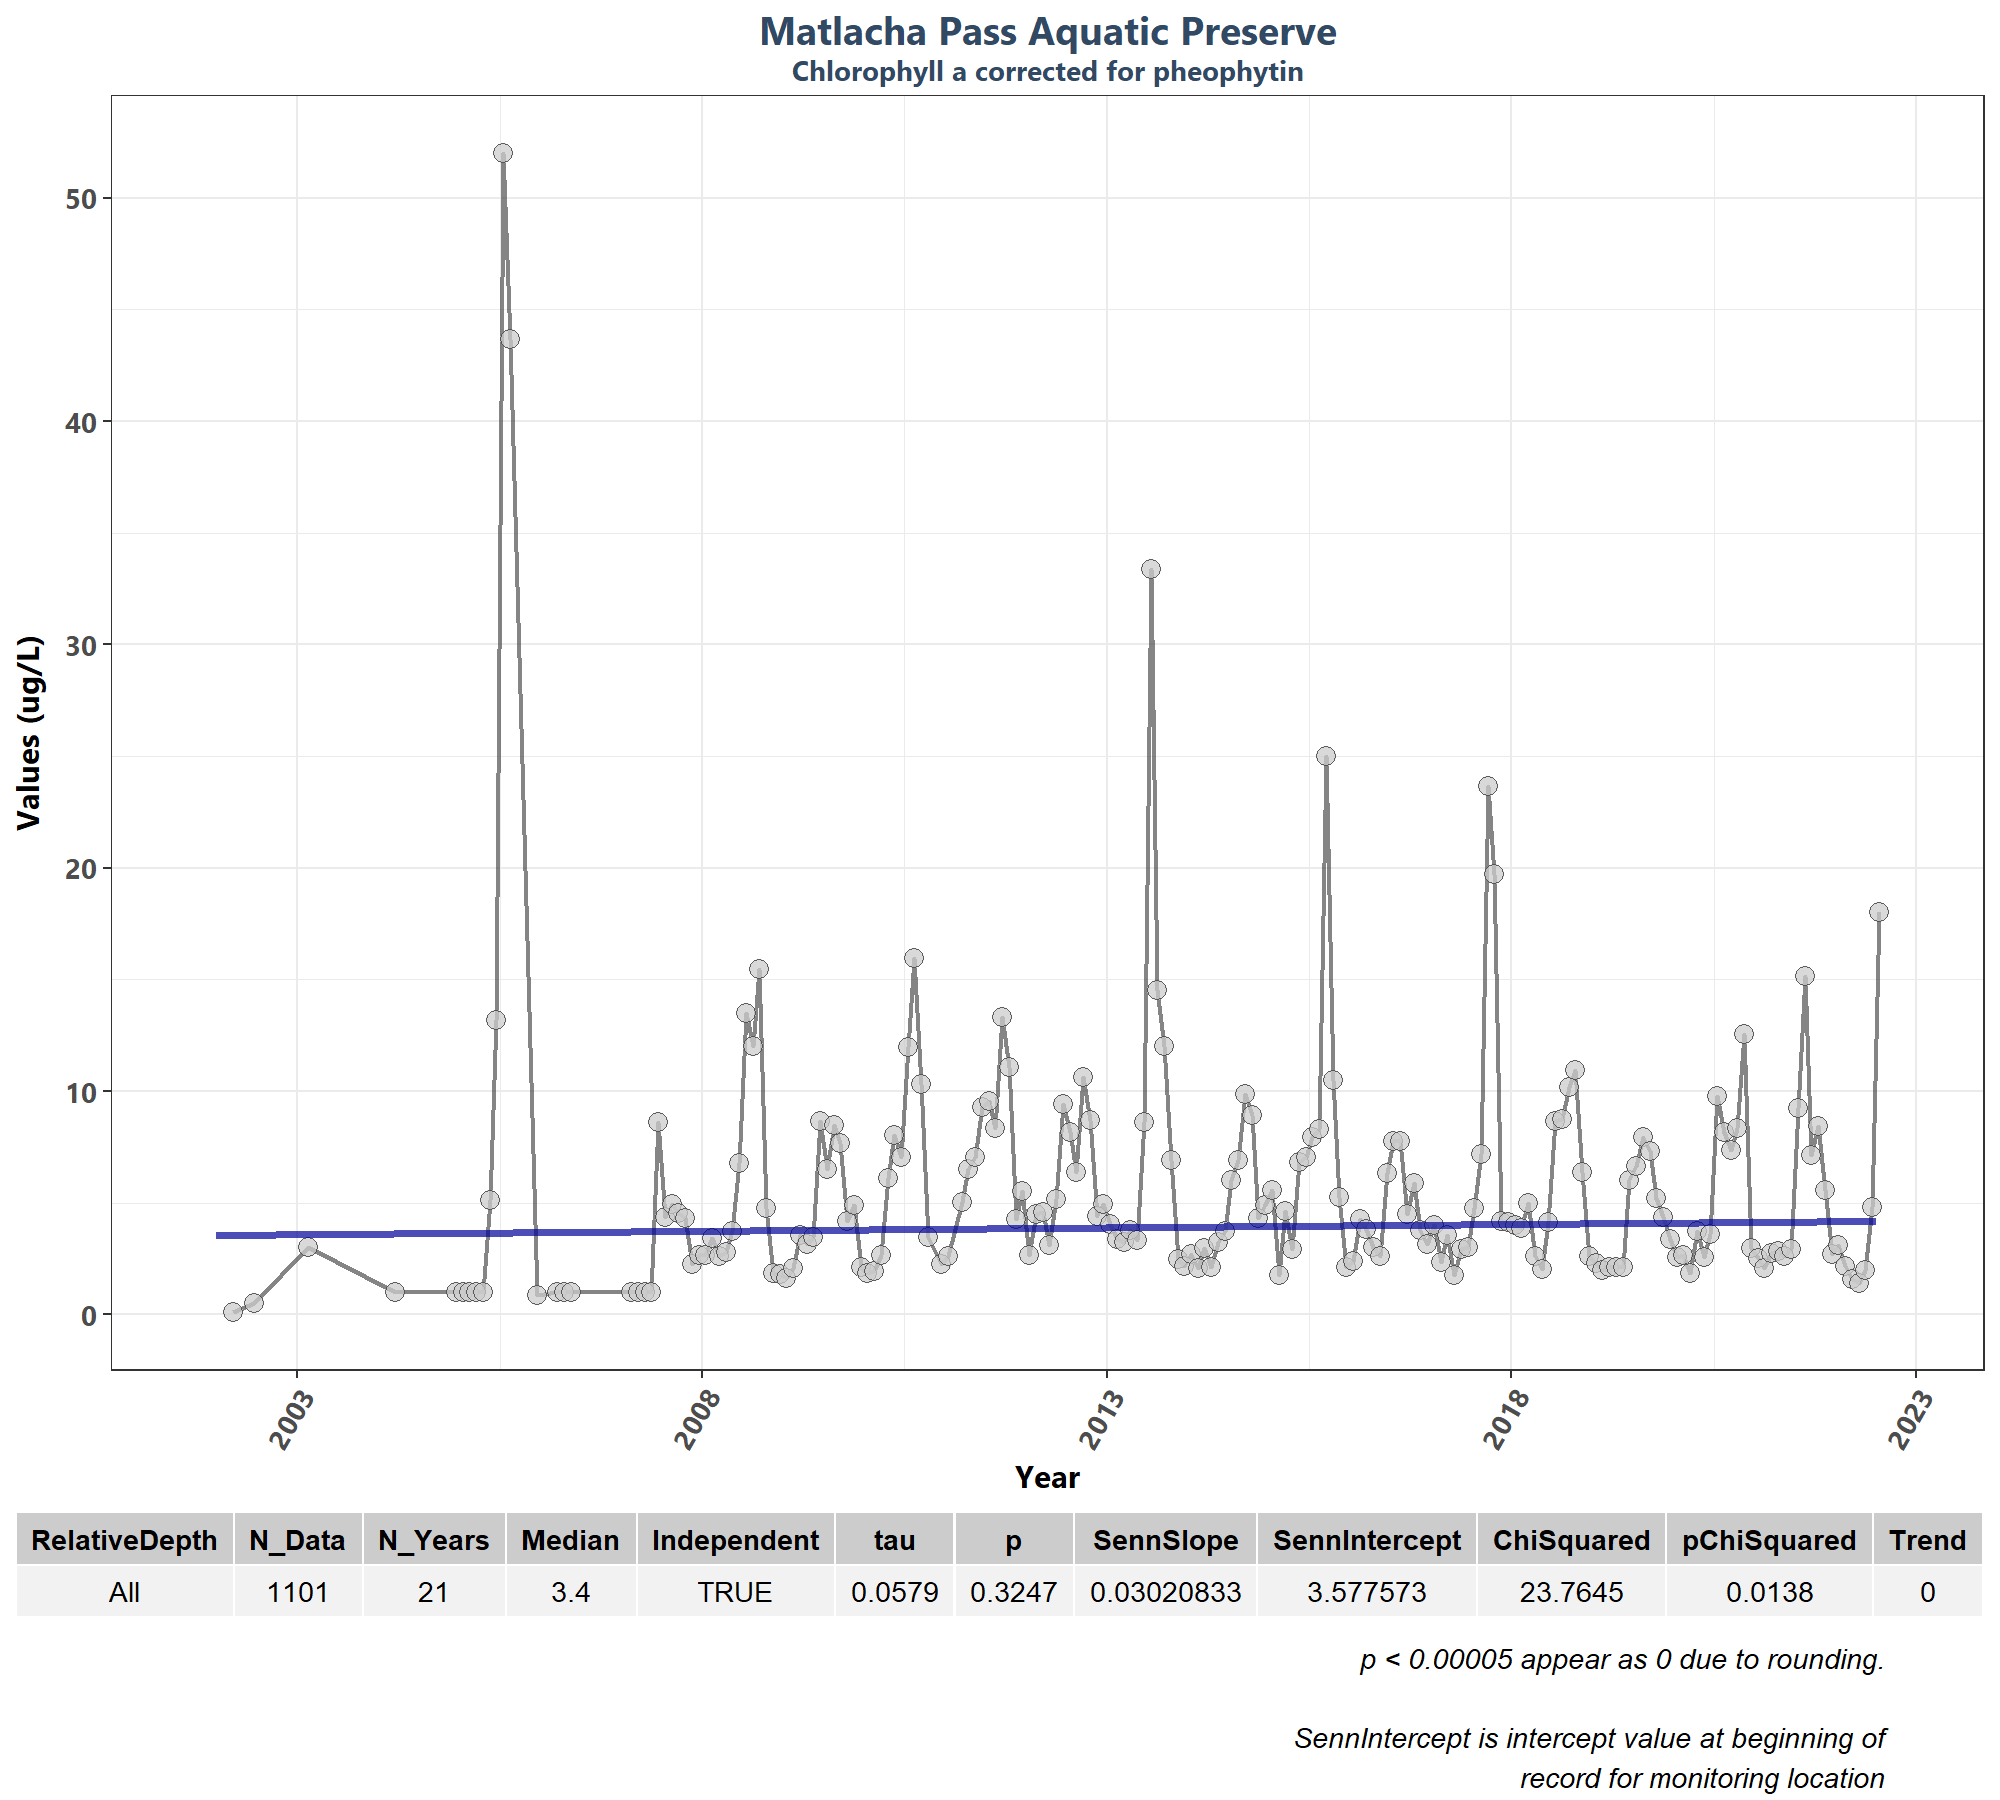 Matlacha Pass Aquatic Preserve
Chlorophyll a corrected for pheophytin
Values (ug/L)
50
40
30
20
10
0
2003
2008
2013
2018
2023
Year
RelativeDepth N_Data N_Years Median Independent tau p SennSlope SennIntercept ChiSquared pChiSquared Trend
All 1101 21 3.4 TRUE 0.0579 0.3247 0.03020833 3.577573 23.7645 0.0138 0
p < 0.00005 appear as 0 due to rounding.
SennIntercept is intercept value at beginning of
record for monitoring location